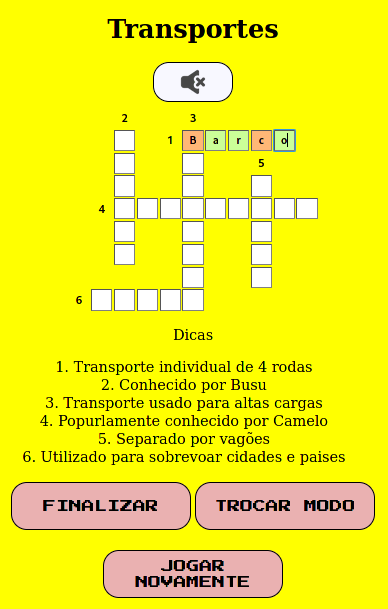 Transportes
2 3
1 B a r c o
5
4
6
Dicas
1. Transporte individual de 4 rodas
2. Conhecido por Busu
3. Transporte usado para altas cargas
4. Popurlamente conhecido por Camelo
5. Separado por vagões
6. Utilizado para sobrevoar cidades e paises
FINALIZAR TROCAR MODO
JOGAR
NOVAMENTE